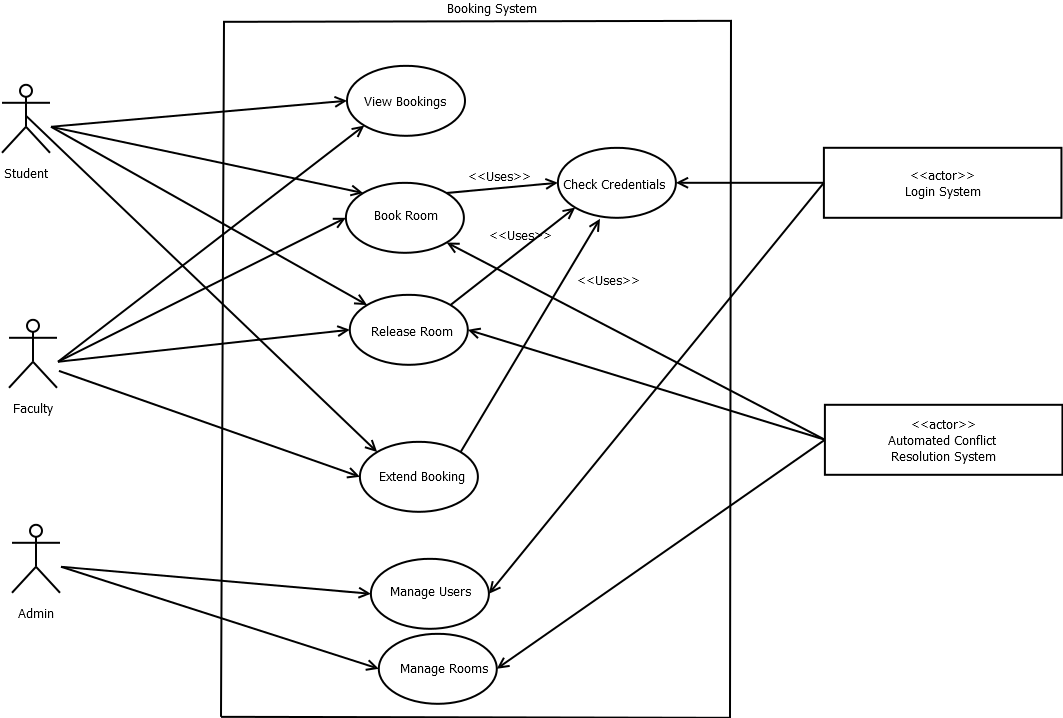 Booking System
View Bookings
Student
<<Uses>>
Check Credentials
<<actor>>
Login System
Book Room
<<Uses>>
<<Uses>>
Release Room
Faculty
<<actor>>
Automated Conflict
Resolution System
Extend Booking
Manage Users
Admin
Manage Rooms